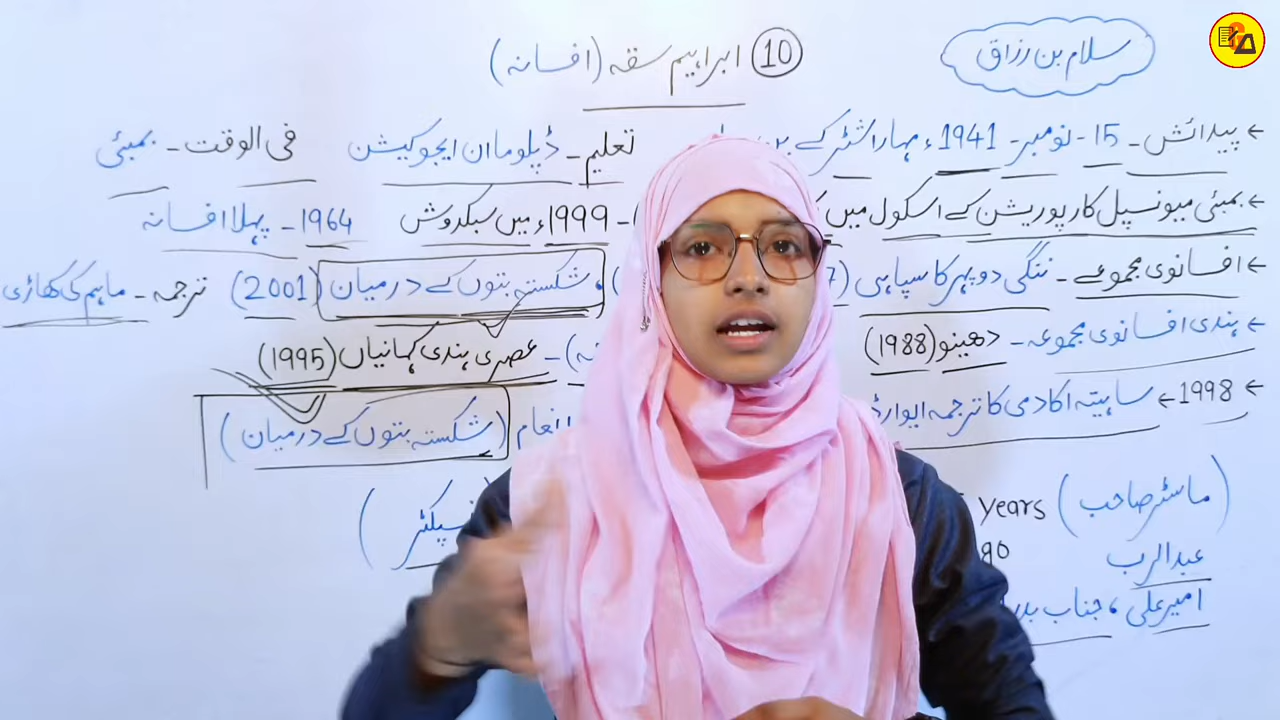 سلام بن رزاق
10 ابراہیم سقہ (افسانہ)
← پیدائش - 15 - نومبر - 1941ء مہاراشٹر کے تعلیم - ڈپلوما ان ایجوکیشن فی الوقت - بمبئی
← بمبئی میونسپل کارپوریشن کے اسکول میں - 1999ء میں سبکدوش 1964 - پہلا افسانہ
← افسانوی مجموعے - ننگی دوپہر کا سپاہی ( ) ، شکستہ بتوں کے درمیان (2001) ترجمہ - ماہم کی کھاڑی
← ہندی افسانوی مجموعہ - دھینو (1988) - عصری ہندی کہانیاں (1995)
← 1998 ← ساہتیہ اکادمی کا ترجمہ ایوارڈ انعام (شکستہ بتوں کے درمیان)
(ماسٹر صاحب) years
عبدالرب 90
امیر علی ، جناب